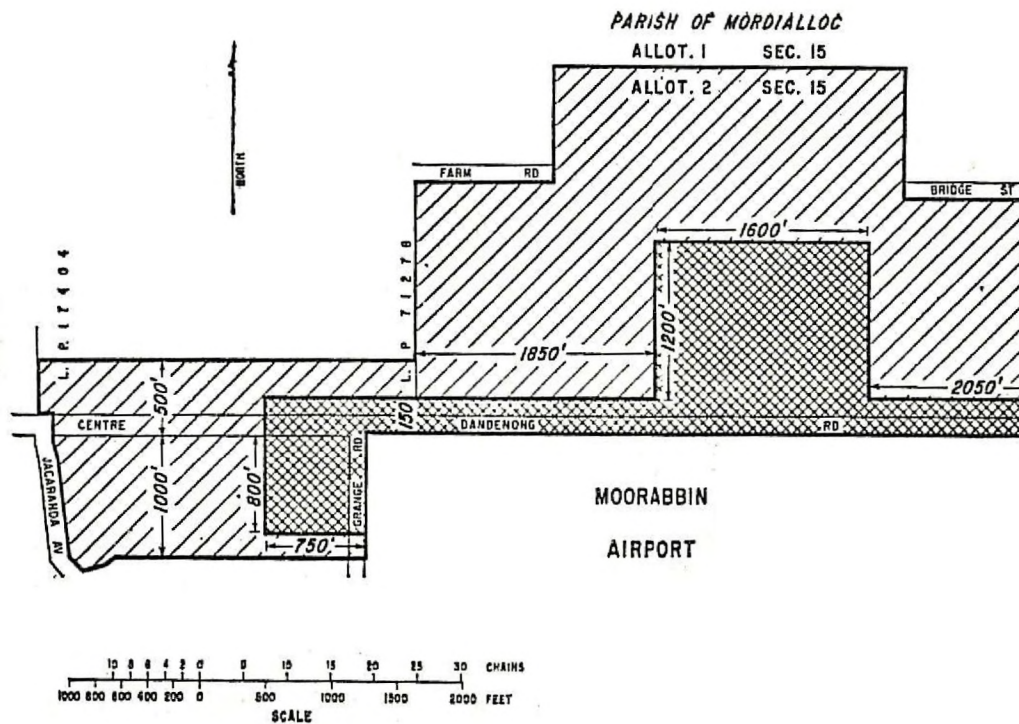 PARISH OF MORDIALLOC
ALLOT. 1 SEC. 15
ALLOT. 2 SEC. 15
NORTH
FARM RD
BRIDGE ST
L. P. 17404
L. P 71278
1600'
1200'
1850'
2050'
500'
150'
CENTRE
DANDENONG
RD
JACARANDA AV
1000'
800'
GRANGE RD
750'
MOORABBIN
AIRPORT
10 8 6 4 2 0 5 10 15 20 25 30 CHAINS
1000 800 600 400 200 0 500 1000 1500 2000 FEET
SCALE